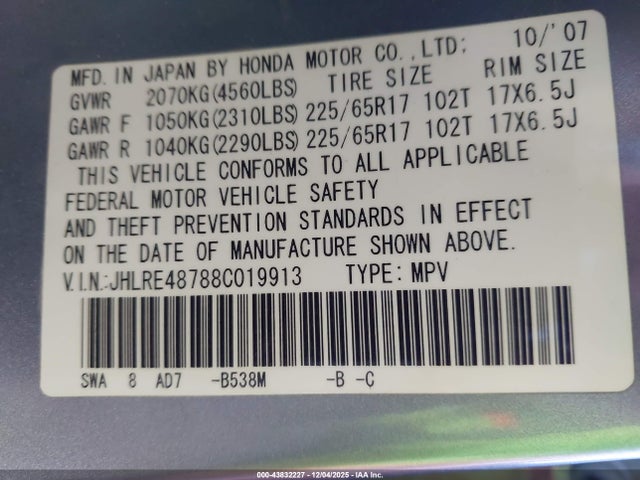 MFD. IN JAPAN BY HONDA MOTOR CO.,LTD; 10/'07
GVWR 2070KG(4560LBS) TIRE SIZE RIM SIZE
GAWR F 1050KG(2310LBS) 225/65R17 102T 17X6.5J
GAWR R 1040KG(2290LBS) 225/65R17 102T 17X6.5J
THIS VEHICLE CONFORMS TO ALL APPLICABLE
FEDERAL MOTOR VEHICLE SAFETY
AND THEFT PREVENTION STANDARDS IN EFFECT
ON THE DATE OF MANUFACTURE SHOWN ABOVE.
V.I.N.:JHLRE48788C019913 TYPE: MPV
SWA 8 AD7 -B538M -B -C
000-43832227 - 12/04/2025 - IAA Inc.